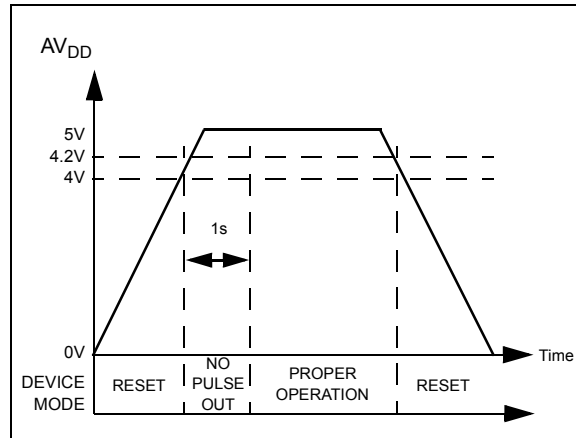 AVDD
5V
4.2V
4V
1s
0V
Time
DEVICE MODE
RESET
NO PULSE OUT
PROPER OPERATION
RESET